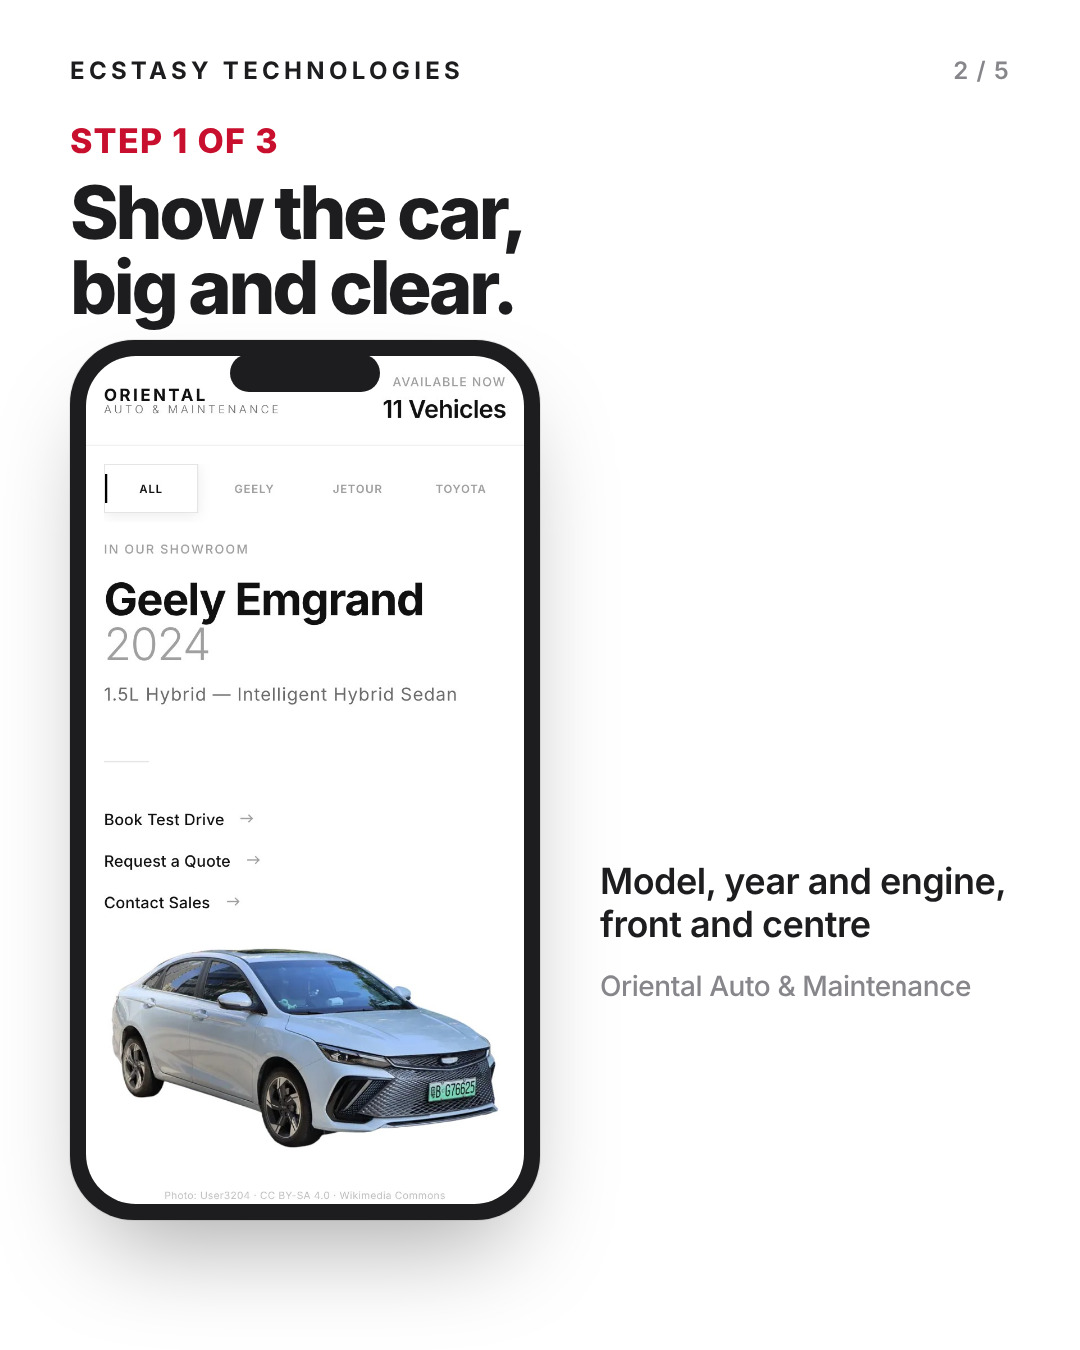 ECSTASY TECHNOLOGIES
2 / 5
STEP 1 OF 3
Show the car,
big and clear.
ORIENTAL
AUTO & MAINTENANCE
AVAILABLE NOW
11 Vehicles
ALL
GEELY
JETOUR
TOYOTA
IN OUR SHOWROOM
Geely Emgrand
2024
1.5L Hybrid — Intelligent Hybrid Sedan
Book Test Drive →
Request a Quote →
Contact Sales →
粤B·G76625
Photo: User3204 · CC BY-SA 4.0 · Wikimedia Commons
Model, year and engine,
front and centre
Oriental Auto & Maintenance